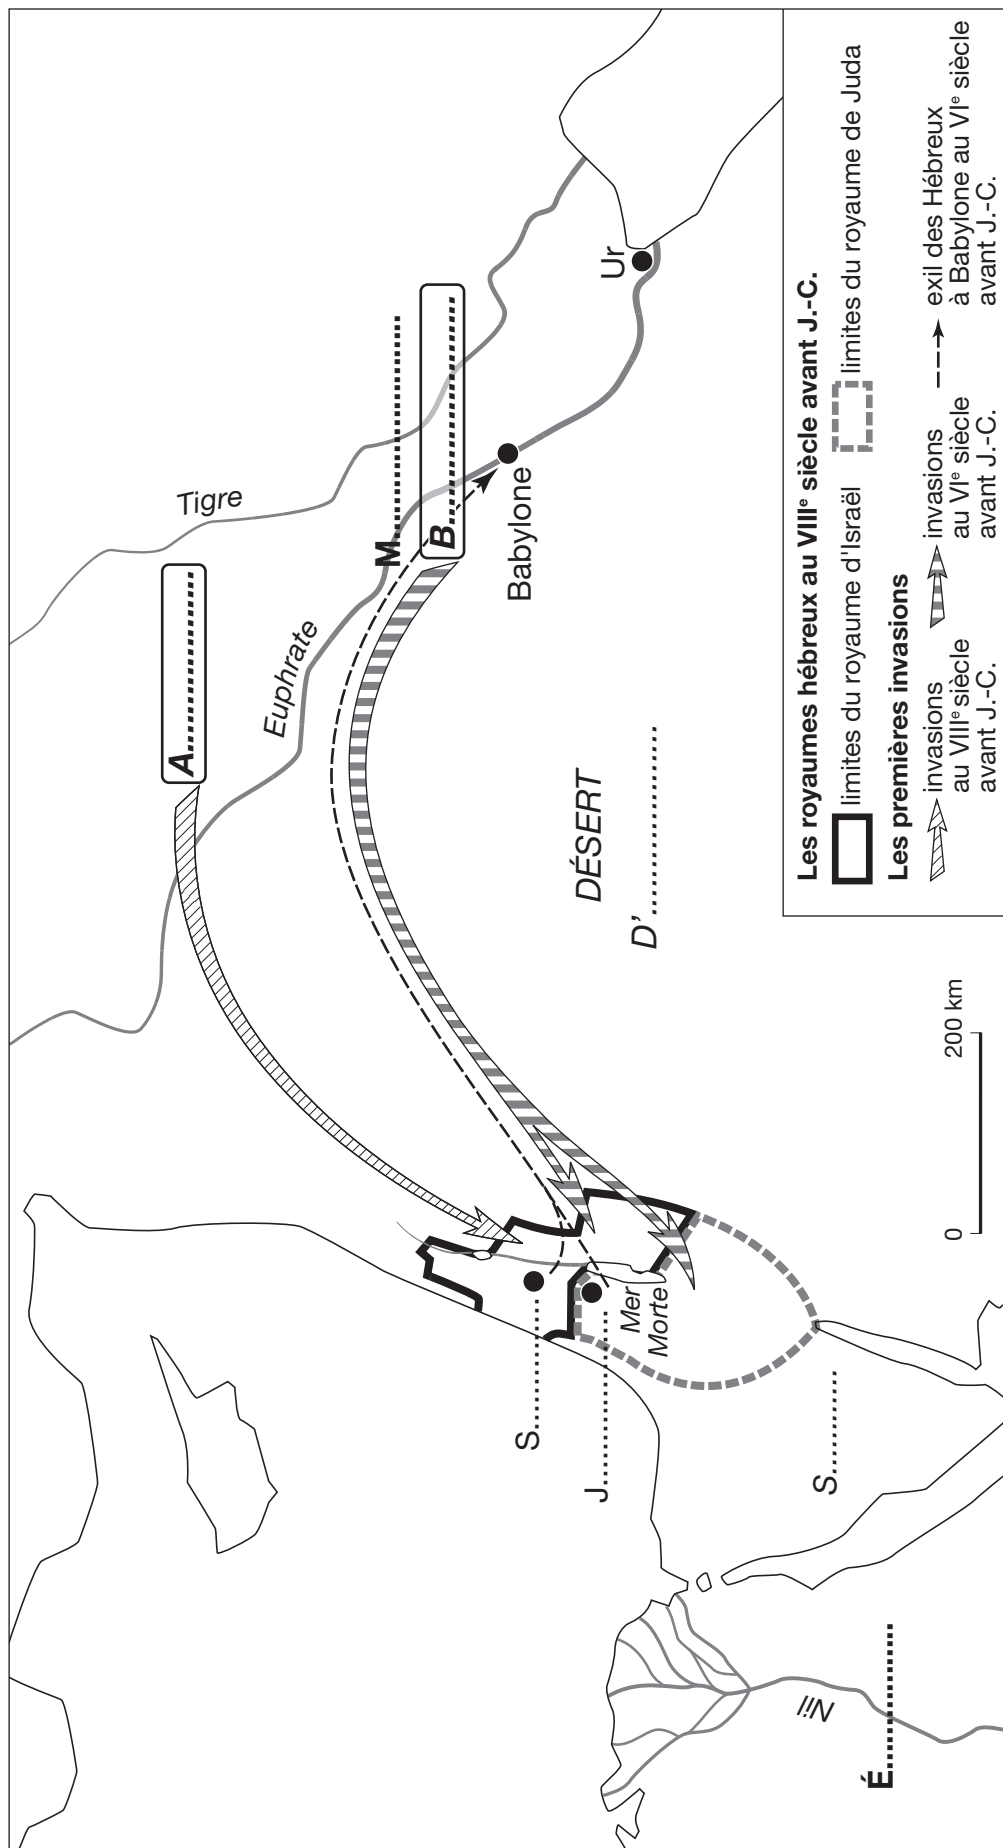 Tigre
A
Euphrate
M
B
Babylone
Ur
DÉSERT
D’
S
J
Mer
Morte
S
Nil
É
0 200 km
Les royaumes hébreux au VIIIe siècle avant J.-C.
limites du royaume d'Israël
limites du royaume de Juda
Les premières invasions
invasions
au VIIIe siècle
avant J.-C.
invasions
au VIe siècle
avant J.-C.
exil des Hébreux
à Babylone au VIe siècle
avant J.-C.